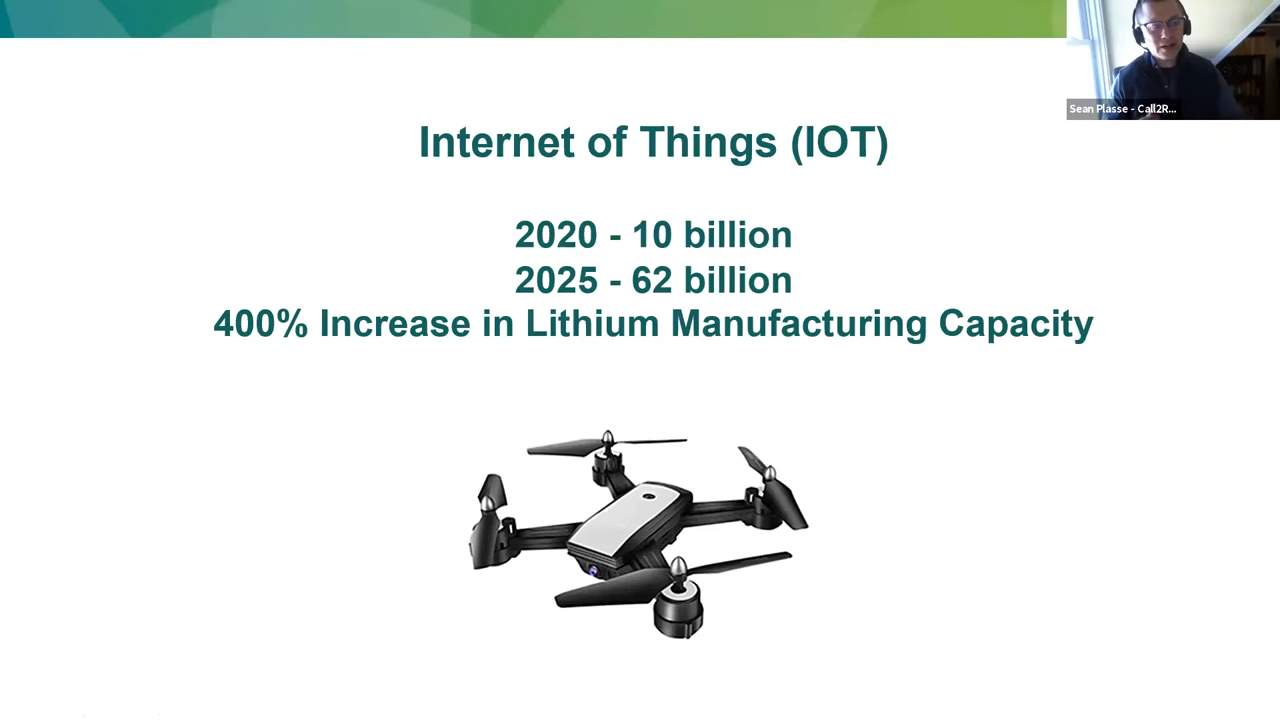 Sean Plasse - Call2R...
Internet of Things (IOT)
2020 - 10 billion
2025 - 62 billion
400% Increase in Lithium Manufacturing Capacity